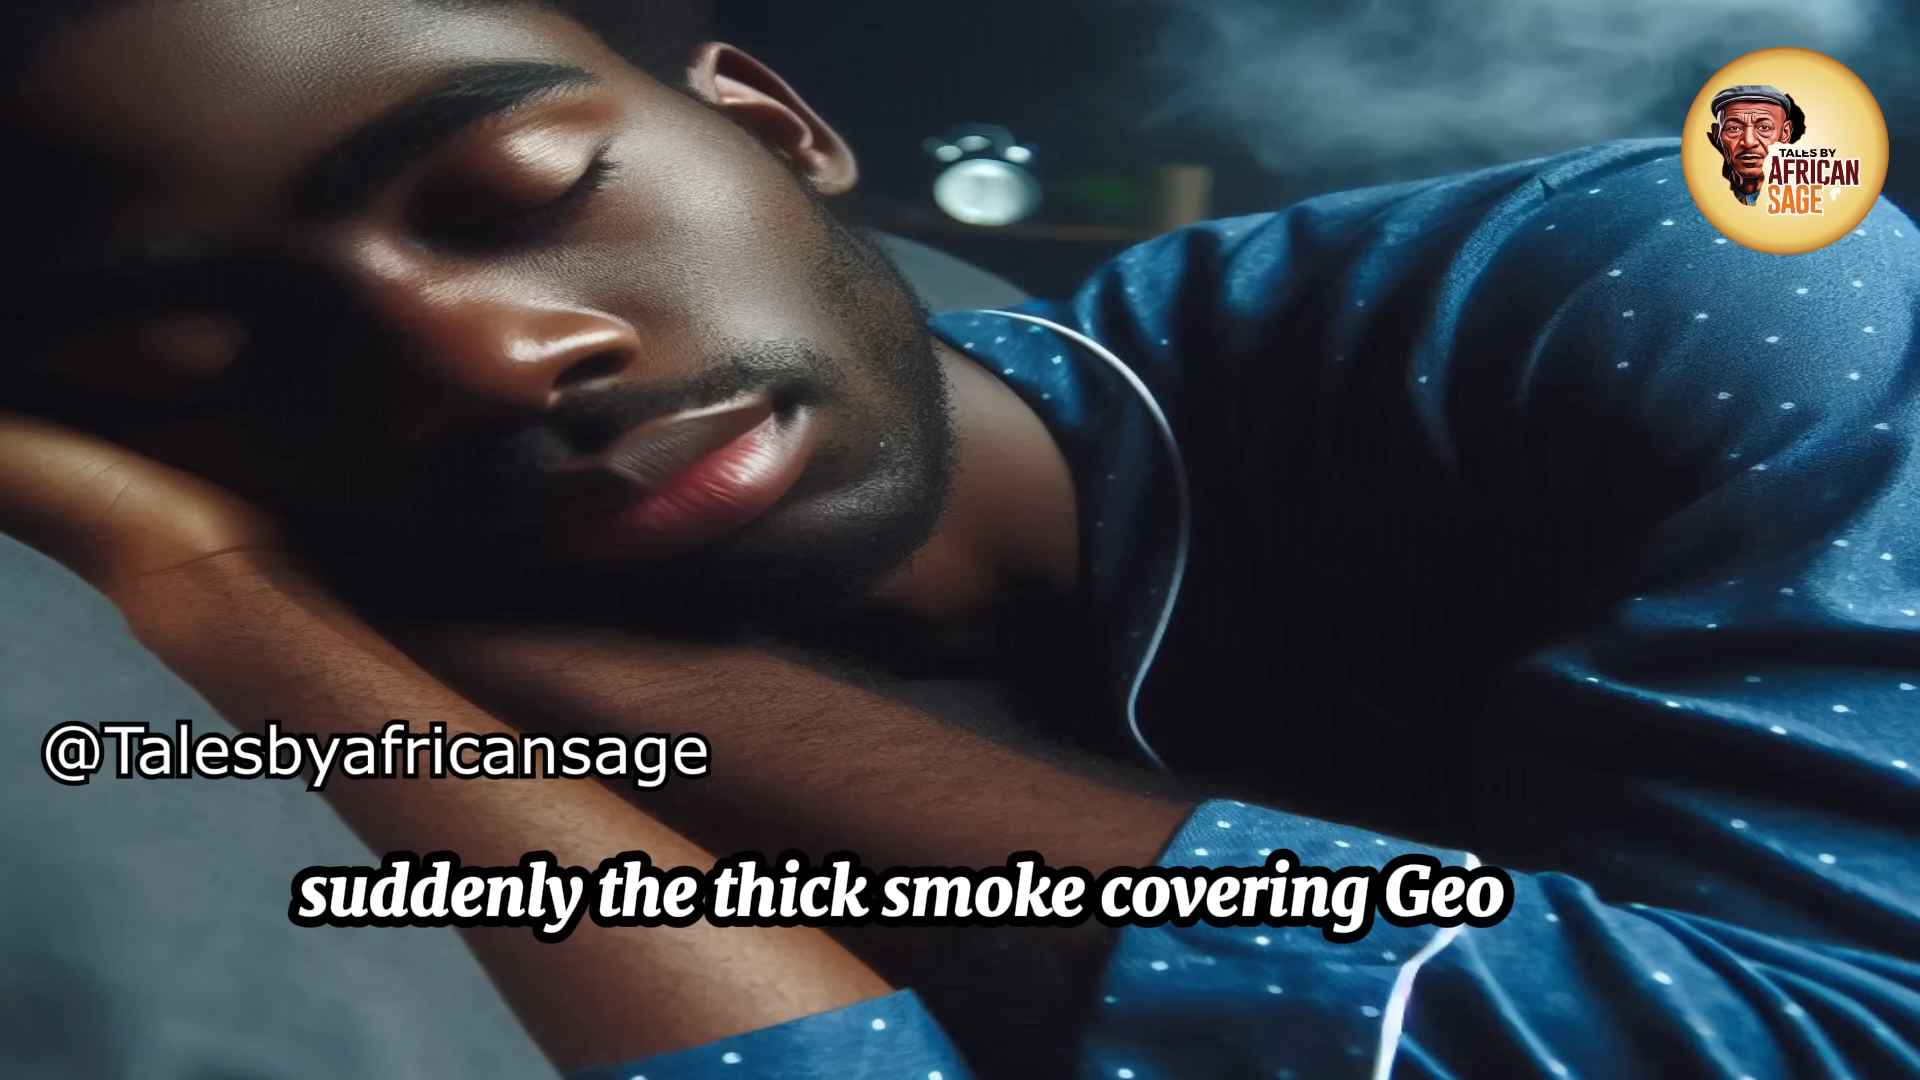 TALES BY
AFRICAN
SAGE
@Talesbyafricansage
suddenly the thick smoke covering Geo